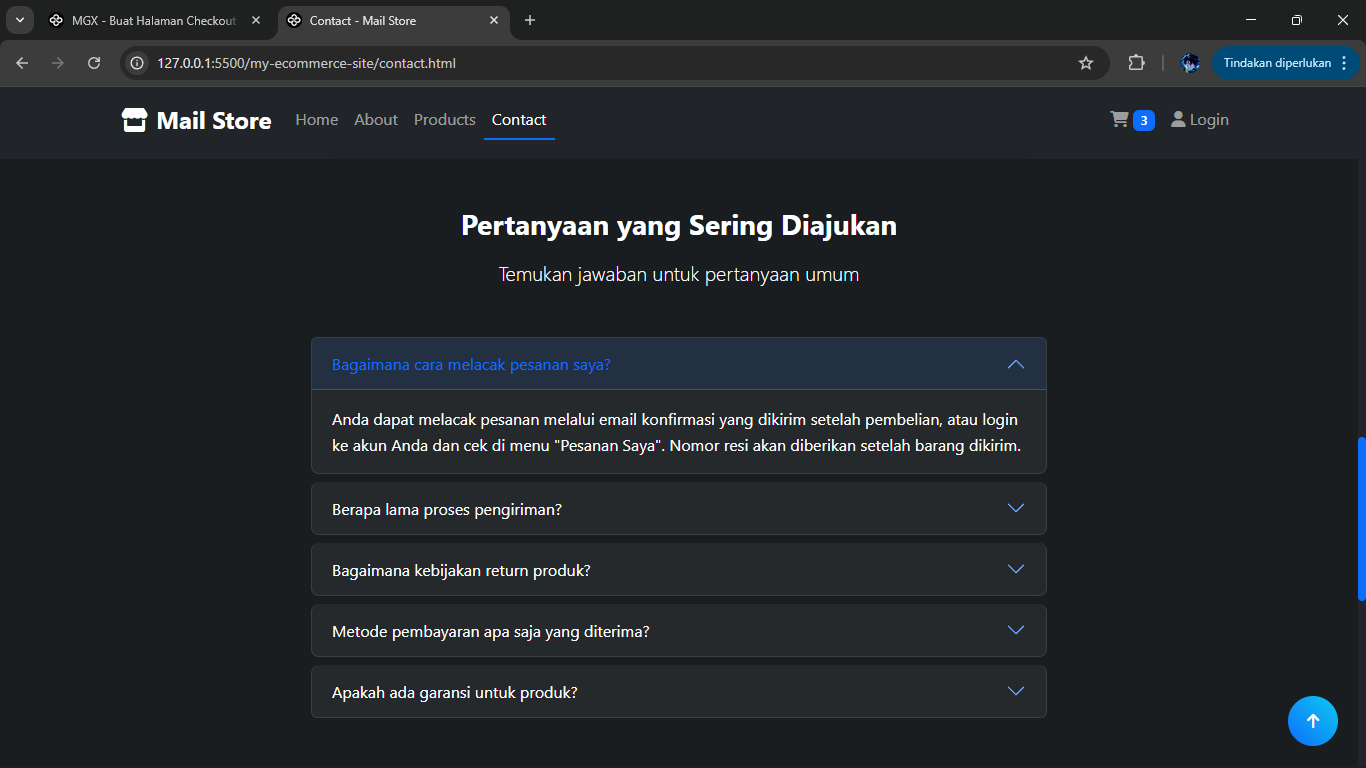 MGX - Buat Halaman Checkout
Contact - Mail Store
127.0.0.1:5500/my-ecommerce-site/contact.html
Tindakan diperlukan
Mail Store
Home
About
Products
Contact
3
Login
Pertanyaan yang Sering Diajukan
Temukan jawaban untuk pertanyaan umum
Bagaimana cara melacak pesanan saya?
Anda dapat melacak pesanan melalui email konfirmasi yang dikirim setelah pembelian, atau login
ke akun Anda dan cek di menu "Pesanan Saya". Nomor resi akan diberikan setelah barang dikirim.
Berapa lama proses pengiriman?
Bagaimana kebijakan return produk?
Metode pembayaran apa saja yang diterima?
Apakah ada garansi untuk produk?